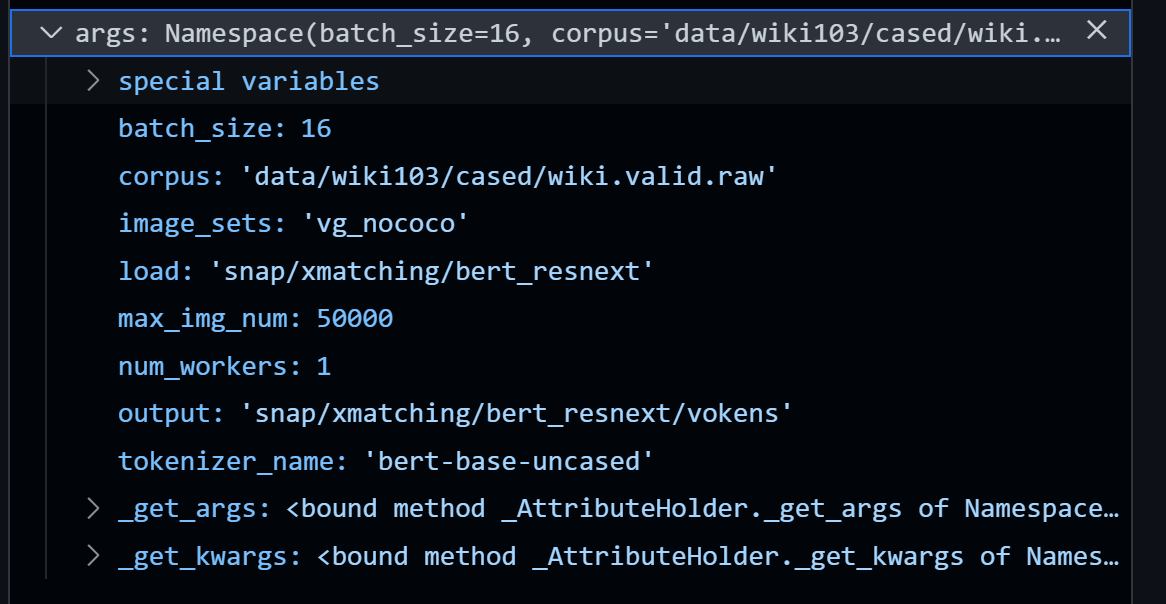 args: Namespace(batch_size=16, corpus='data/wiki103/cased/wiki.…
special variables
batch_size: 16
corpus: 'data/wiki103/cased/wiki.valid.raw'
image_sets: 'vg_nococo'
load: 'snap/xmatching/bert_resnext'
max_img_num: 50000
num_workers: 1
output: 'snap/xmatching/bert_resnext/vokens'
tokenizer_name: 'bert-base-uncased'
_get_args: <bound method _AttributeHolder._get_args of Namespace…
_get_kwargs: <bound method _AttributeHolder._get_kwargs of Names…